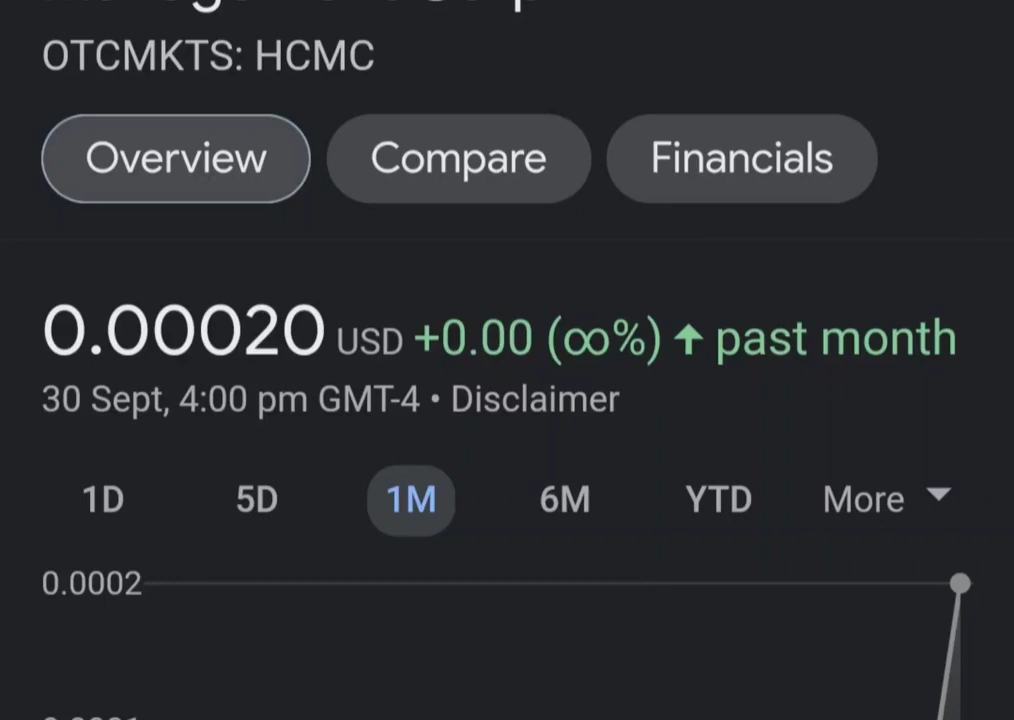 OTCMKTS: HCMC
Overview Compare Financials
0.00020 USD +0.00 (∞%) ↑ past month
30 Sept, 4:00 pm GMT-4 • Disclaimer
1D 5D 1M 6M YTD More
0.0002